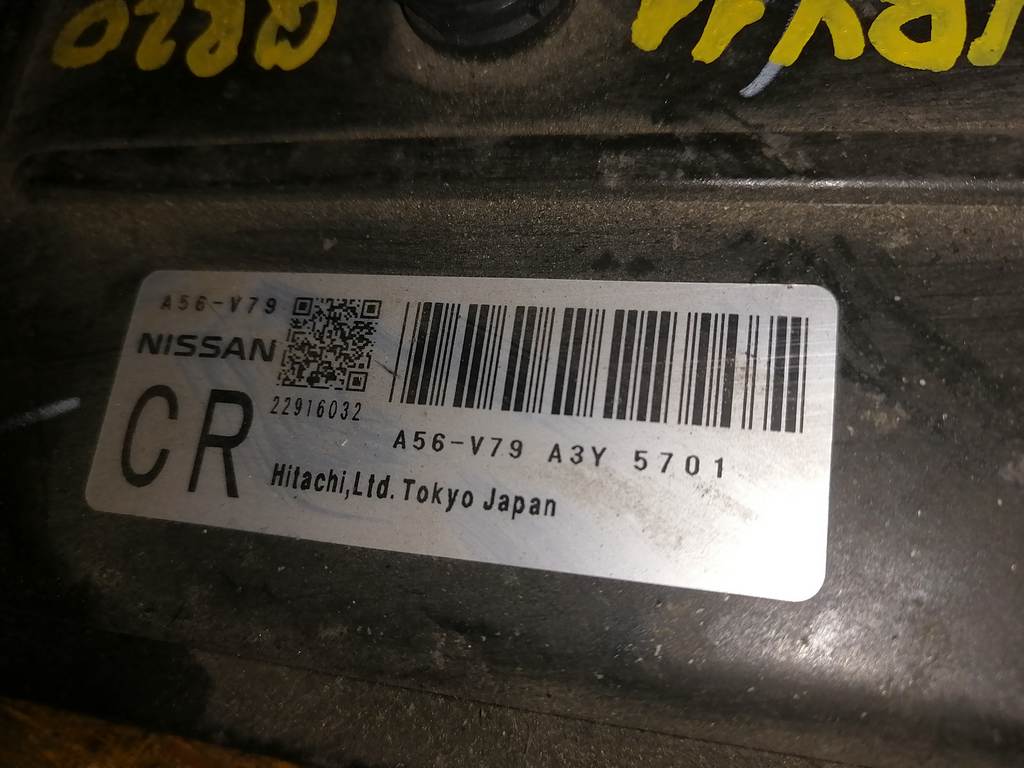 A56-V79
NISSAN
CR
22916032
A56-V79 A3Y 5701
Hitachi,Ltd. Tokyo Japan